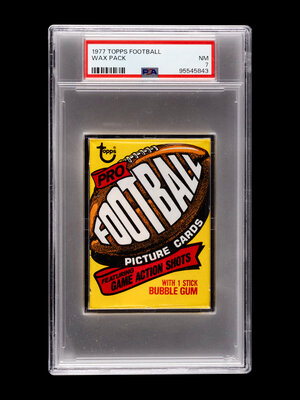 1977 TOPPS FOOTBALL NM
WAX PACK 7
PSA 95545843
Topps
PRO
FOOTBALL
PICTURE CARDS
FEATURING
GAME ACTION SHOTS
WITH 1 STICK
BUBBLE GUM